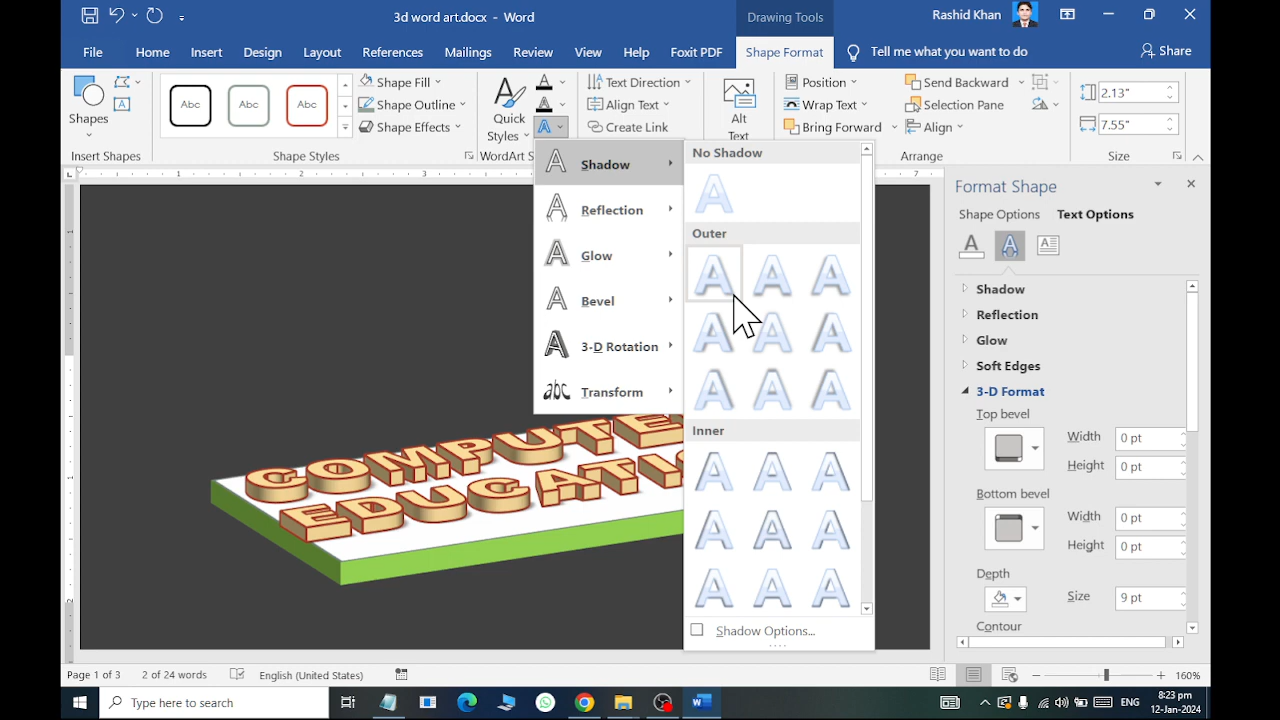 3d word art.docx - Word
Drawing Tools
Rashid Khan
File Home Insert Design Layout References Mailings Review View Help Foxit PDF Shape Format Tell me what you want to do Share
Shapes
Abc Abc Abc
Shape Fill
Shape Outline
Shape Effects
Quick
Styles
Text Direction
Align Text
Create Link
Alt
Text
Position
Wrap Text
Bring Forward
Send Backward
Selection Pane
Align
2.13"
7.55"
Insert Shapes Shape Styles WordArt S Arrange Size
1 2 3 7
Shadow
Reflection
Glow
Bevel
3-D Rotation
Transform
No Shadow
Outer
Inner
Shadow Options...
COMPUTE
EDUCATI
Format Shape
Shape Options Text Options
Shadow
Reflection
Glow
Soft Edges
3-D Format
Top bevel
Width 0 pt
Height 0 pt
Bottom bevel
Width 0 pt
Height 0 pt
Depth
Size 9 pt
Contour
Page 1 of 3 2 of 24 words English (United States) 160%
Type here to search
ENG
8:23 pm
12-Jan-2024